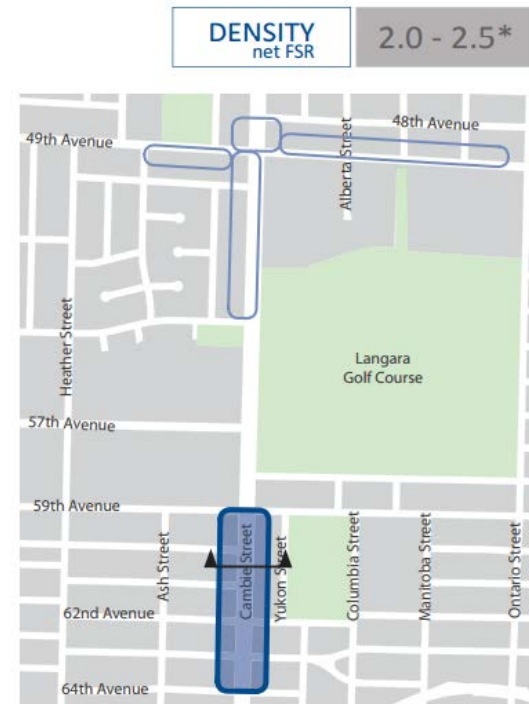 DENSITY
net FSR
2.0 - 2.5*
48th Avenue
49th Avenue
Alberta Street
Heather Street
Langara
Golf Course
57th Avenue
59th Avenue
Ash Street
Cambie Street
Yukon Street
Columbia Street
Manitoba Street
Ontario Street
62nd Avenue
64th Avenue